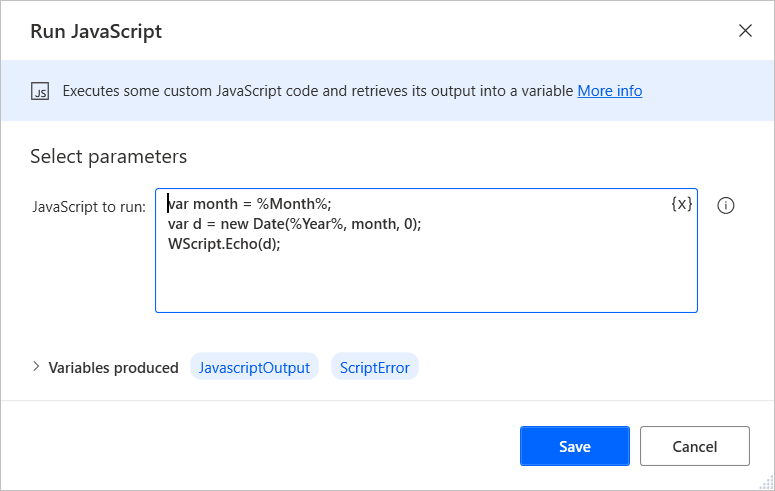 Run JavaScript
JS Executes some custom JavaScript code and retrieves its output into a variable More info
Select parameters
JavaScript to run:
var month = %Month%; {x}
var d = new Date(%Year%, month, 0);
WScript.Echo(d);
Variables produced JavascriptOutput ScriptError
Save Cancel